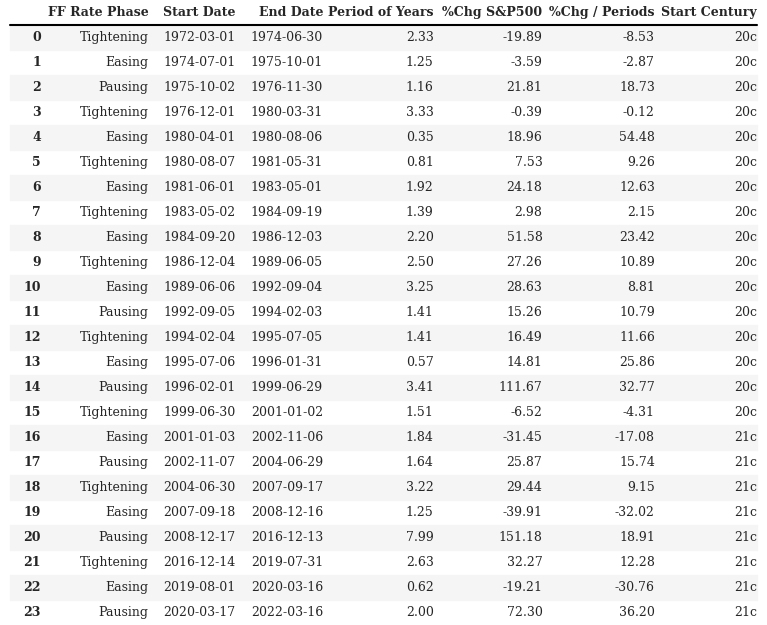 FF Rate Phase Start Date End Date Period of Years %Chg S&P500 %Chg / Periods Start Century
0 Tightening 1972-03-01 1974-06-30 2.33 -19.89 -8.53 20c
1 Easing 1974-07-01 1975-10-01 1.25 -3.59 -2.87 20c
2 Pausing 1975-10-02 1976-11-30 1.16 21.81 18.73 20c
3 Tightening 1976-12-01 1980-03-31 3.33 -0.39 -0.12 20c
4 Easing 1980-04-01 1980-08-06 0.35 18.96 54.48 20c
5 Tightening 1980-08-07 1981-05-31 0.81 7.53 9.26 20c
6 Easing 1981-06-01 1983-05-01 1.92 24.18 12.63 20c
7 Tightening 1983-05-02 1984-09-19 1.39 2.98 2.15 20c
8 Easing 1984-09-20 1986-12-03 2.20 51.58 23.42 20c
9 Tightening 1986-12-04 1989-06-05 2.50 27.26 10.89 20c
10 Easing 1989-06-06 1992-09-04 3.25 28.63 8.81 20c
11 Pausing 1992-09-05 1994-02-03 1.41 15.26 10.79 20c
12 Tightening 1994-02-04 1995-07-05 1.41 16.49 11.66 20c
13 Easing 1995-07-06 1996-01-31 0.57 14.81 25.86 20c
14 Pausing 1996-02-01 1999-06-29 3.41 111.67 32.77 20c
15 Tightening 1999-06-30 2001-01-02 1.51 -6.52 -4.31 20c
16 Easing 2001-01-03 2002-11-06 1.84 -31.45 -17.08 21c
17 Pausing 2002-11-07 2004-06-29 1.64 25.87 15.74 21c
18 Tightening 2004-06-30 2007-09-17 3.22 29.44 9.15 21c
19 Easing 2007-09-18 2008-12-16 1.25 -39.91 -32.02 21c
20 Pausing 2008-12-17 2016-12-13 7.99 151.18 18.91 21c
21 Tightening 2016-12-14 2019-07-31 2.63 32.27 12.28 21c
22 Easing 2019-08-01 2020-03-16 0.62 -19.21 -30.76 21c
23 Pausing 2020-03-17 2022-03-16 2.00 72.30 36.20 21c